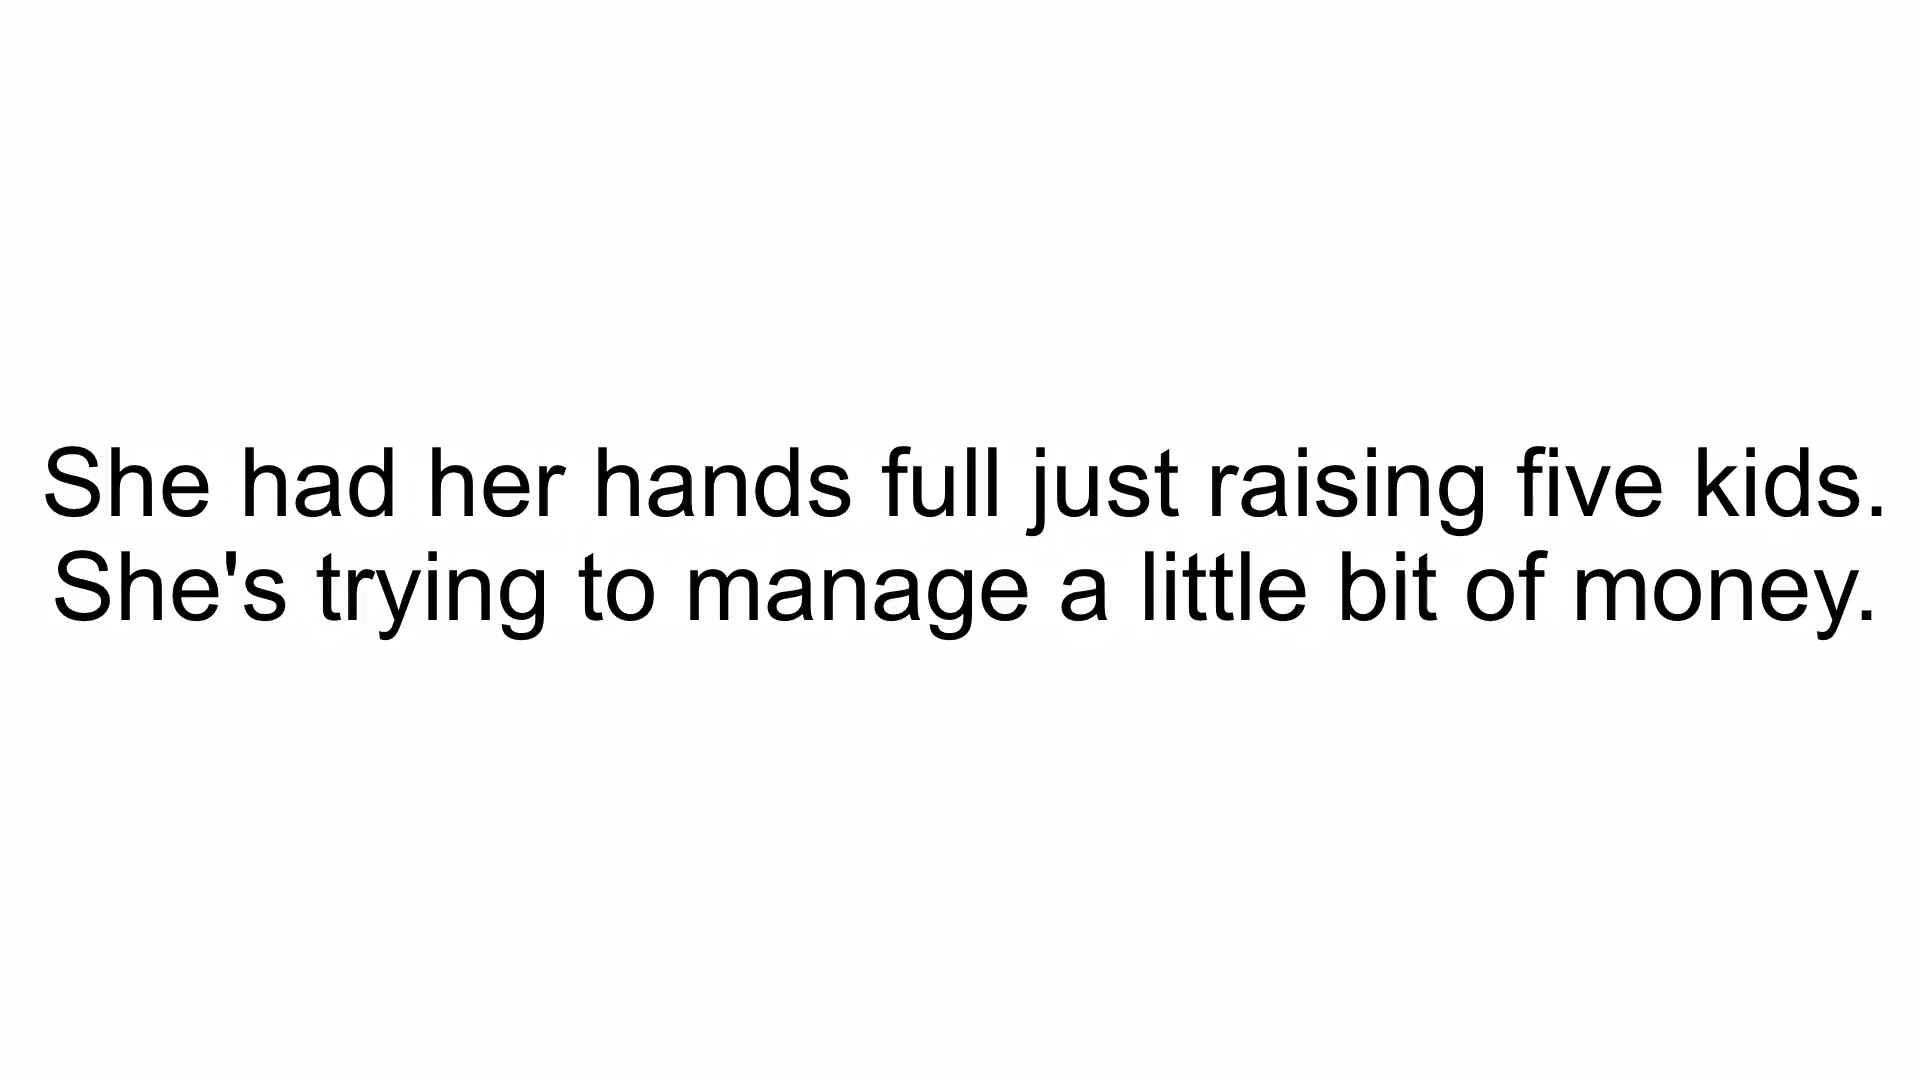 She had her hands full just raising five kids.
She's trying to manage a little bit of money.